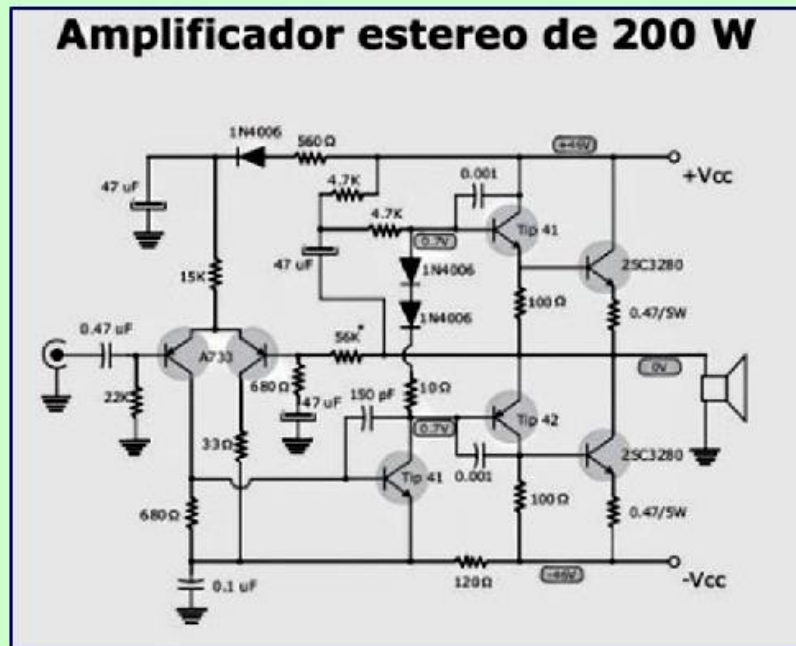 Amplificador estereo de 200 W
1N4006
560Ω
+46V
+Vcc
47 uF
4.7K
0.001
4.7K
Tip 41
0.7V
2SC3280
15K
47 uF
1N4006
100Ω
0.47/5W
1N4006
0.47 uF
56K*
A733
0V
680Ω
10Ω
22K
47 uF
150 pF
Tip 42
33Ω
0.7V
2SC3280
Tip 41
0.001
680Ω
100Ω
0.47/5W
0.1 uF
120Ω
-46V
-Vcc